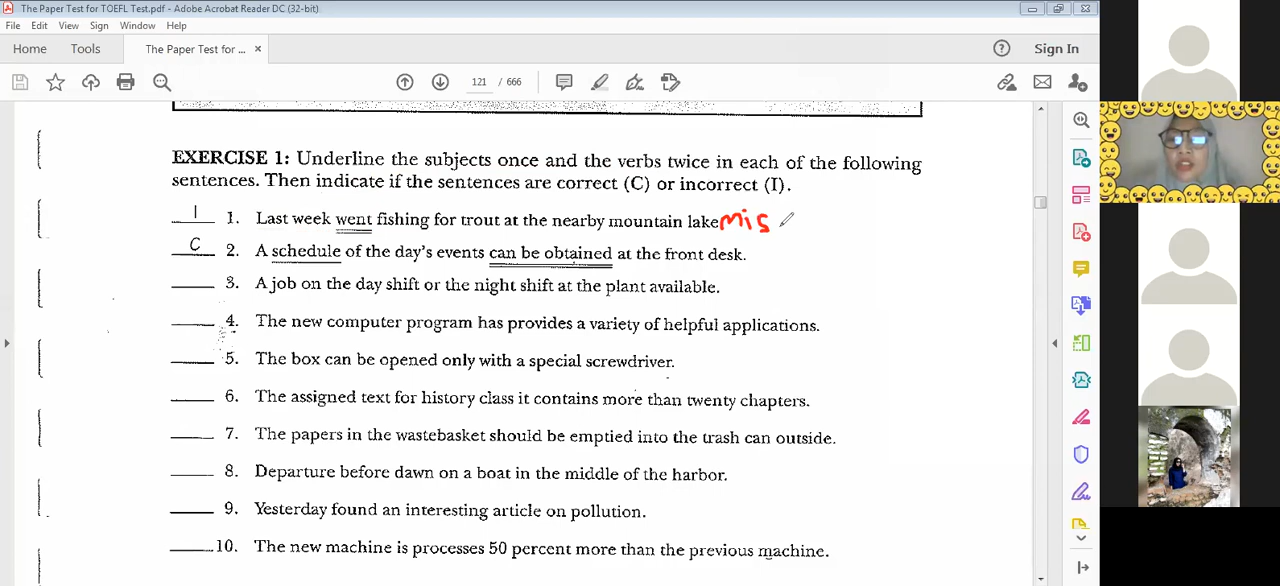 The Paper Test for TOEFL Test.pdf - Adobe Acrobat Reader DC (32-bit)
File Edit View Sign Window Help
Home Tools The Paper Test for ... × Sign In
121 / 666
EXERCISE 1: Underline the subjects once and the verbs twice in each of the following
sentences. Then indicate if the sentences are correct (C) or incorrect (I).
I 1. Last week went fishing for trout at the nearby mountain lake mis
C 2. A schedule of the day's events can be obtained at the front desk.
3. A job on the day shift or the night shift at the plant available.
4. The new computer program has provides a variety of helpful applications.
5. The box can be opened only with a special screwdriver.
6. The assigned text for history class it contains more than twenty chapters.
7. The papers in the wastebasket should be emptied into the trash can outside.
8. Departure before dawn on a boat in the middle of the harbor.
9. Yesterday found an interesting article on pollution.
10. The new machine is processes 50 percent more than the previous machine.